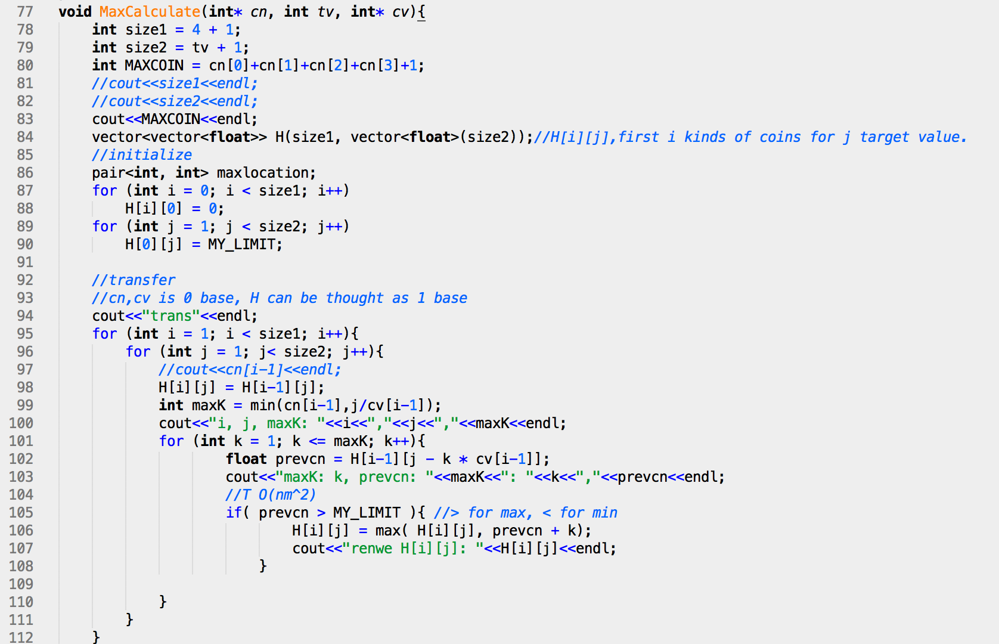 77 void MaxCalculate(int* cn, int tv, int* cv){
78     int size1 = 4 + 1;
79     int size2 = tv + 1;
80     int MAXCOIN = cn[0]+cn[1]+cn[2]+cn[3]+1;
81     //cout<<size1<<endl;
82     //cout<<size2<<endl;
83     cout<<MAXCOIN<<endl;
84     vector<vector<float>> H(size1, vector<float>(size2));//H[i][j],first i kinds of coins for j target value.
85     //initialize
86     pair<int, int> maxlocation;
87     for (int i = 0; i < size1; i++)
88         H[i][0] = 0;
89     for (int j = 1; j < size2; j++)
90         H[0][j] = MY_LIMIT;
91
92     //transfer
93     //cn,cv is 0 base, H can be thought as 1 base
94     cout<<"trans"<<endl;
95     for (int i = 1; i < size1; i++){
96         for (int j = 1; j< size2; j++){
97             //cout<<cn[i-1]<<endl;
98             H[i][j] = H[i-1][j];
99             int maxK = min(cn[i-1],j/cv[i-1]);
100             cout<<"i, j, maxK: "<<i<<","<<j<<","<<maxK<<endl;
101             for (int k = 1; k <= maxK; k++){
102                     float prevcn = H[i-1][j - k * cv[i-1]];
103                     cout<<"maxK: k, prevcn: "<<maxK<<": "<<k<<","<<prevcn<<endl;
104                     //T O(nm^2)
105                     if( prevcn > MY_LIMIT ){ //> for max, < for min
106                             H[i][j] = max( H[i][j], prevcn + k);
107                             cout<<"renwe H[i][j]: "<<H[i][j]<<endl;
108                         }
109
110             }
111         }
112     }